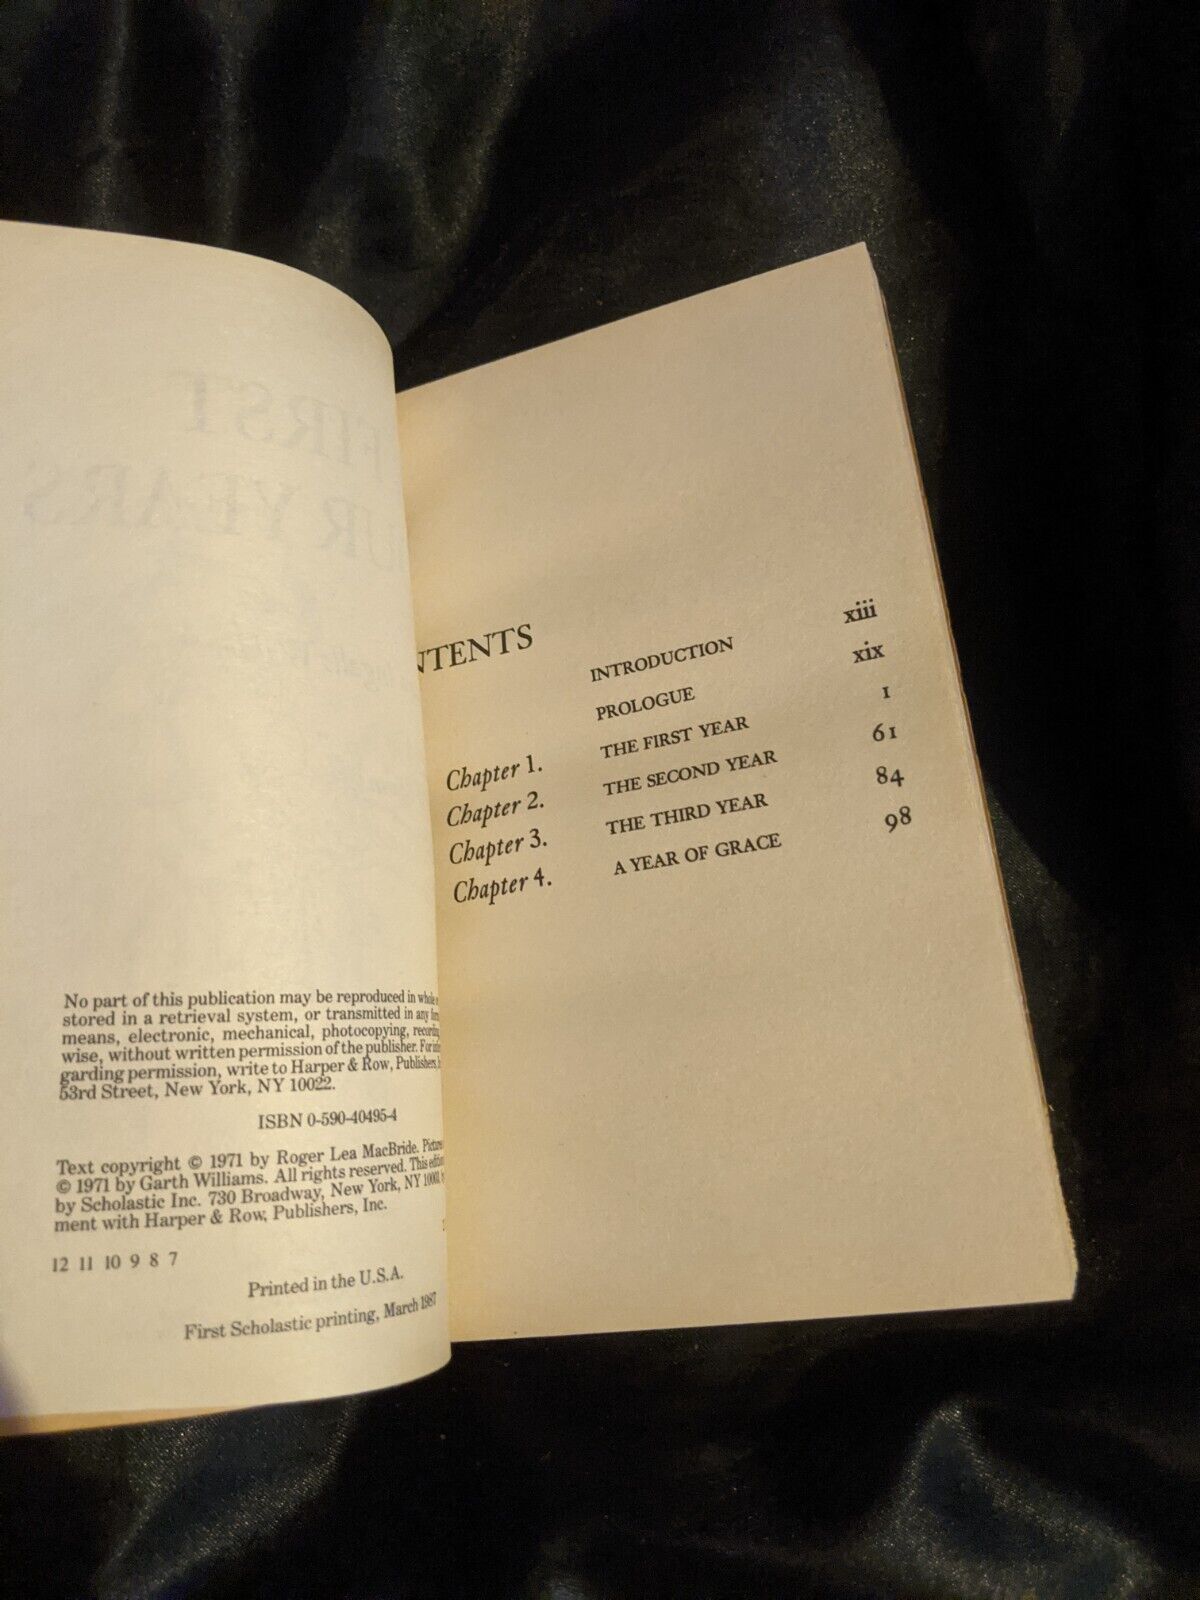 No part of this publication may be reproduced in whole
stored in a retrieval system, or transmitted in any
means, electronic, mechanical, photocopying,
wise, without written permission of the publisher. For
garding permission, write to Harper & Row, Publishers,
53rd Street, New York, NY 10022.
ISBN 0-590-40495-4
Text copyright © 1971 by Roger Lea MacBride.
© 1971 by Garth Williams. All rights reserved. This
by Scholastic Inc. 730 Broadway, New York, NY
ment with Harper & Row, Publishers, Inc.
12 11 10 9 8 7
Printed in the U.S.A.
First Scholastic printing, March 1987
NTENTS
INTRODUCTION xiii
PROLOGUE xix
Chapter 1. THE FIRST YEAR 1
Chapter 2. THE SECOND YEAR 61
Chapter 3. THE THIRD YEAR 84
Chapter 4. A YEAR OF GRACE 98